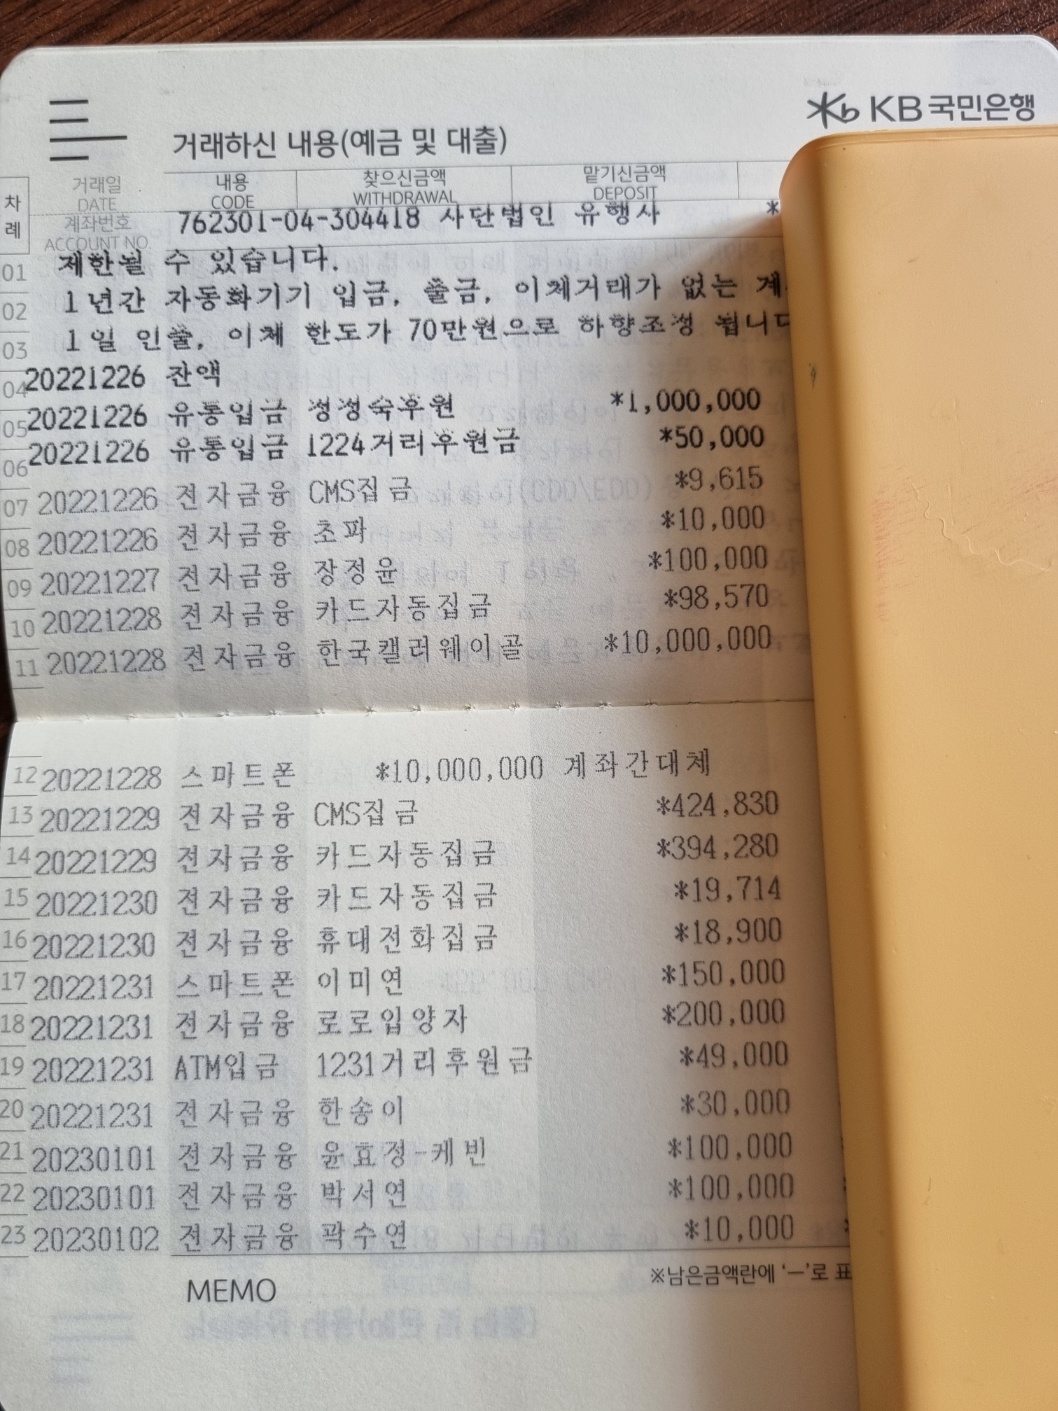 KB국민은행
거래하신 내용(예금 및 대출)
차례 거래일 DATE 내용 CODE 찾으신금액 WITHDRAWAL 맡기신금액 DEPOSIT
계좌번호 ACCOUNT NO. 762301-04-304418 사단법인 유행사 *
01 제한될 수 있습니다.
02 1년간 자동화기기 입금, 출금, 이체거래가 없는 계
03 1일 인출, 이체 한도가 70만원으로 하향조정 됩니다
04 20221226 잔액
05 20221226 유통입금 정정숙후원 *1,000,000
06 20221226 유통입금 1224거리후원금 *50,000
07 20221226 전자금융 CMS집금 *9,615
08 20221226 전자금융 초파 *10,000
09 20221227 전자금융 장정윤 *100,000
10 20221228 전자금융 카드자동집금 *98,570
11 20221228 전자금융 한국캘러웨이골 *10,000,000
12 20221228 스마트폰 *10,000,000 계좌간대체
13 20221229 전자금융 CMS집금 *424,830
14 20221229 전자금융 카드자동집금 *394,280
15 20221230 전자금융 카드자동집금 *19,714
16 20221230 전자금융 휴대전화집금 *18,900
17 20221231 스마트폰 이미연 *150,000
18 20221231 전자금융 로로입양자 *200,000
19 20221231 ATM입금 1231거리후원금 *49,000
20 20221231 전자금융 한송이 *30,000
21 20230101 전자금융 윤효정-케빈 *100,000
22 20230101 전자금융 박서연 *100,000
23 20230102 전자금융 곽수연 *10,000
MEMO
※남은금액란에 '-'로 표